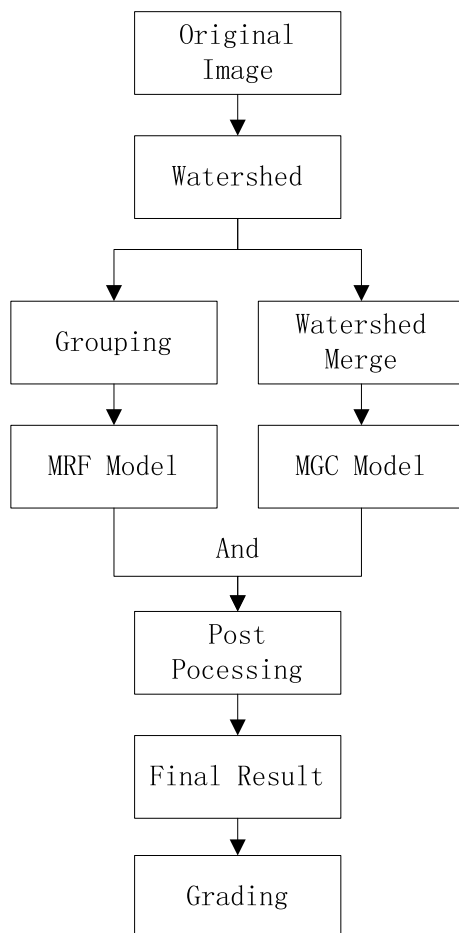 Original
Image
Watershed
Grouping
Watershed
Merge
MRF Model
MGC Model
And
Post
Pocessing
Final Result
Grading